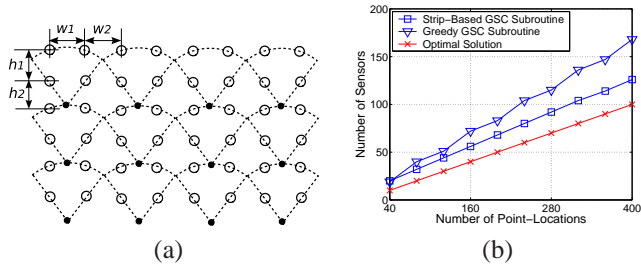 w1 w2
h1
h2
(a)
200
150
100
50
0
40 160 280 400
Number of Sensors
Number of Point-Locations
Strip-Based GSC Subroutine
Greedy GSC Subroutine
Optimal Solution
(b)